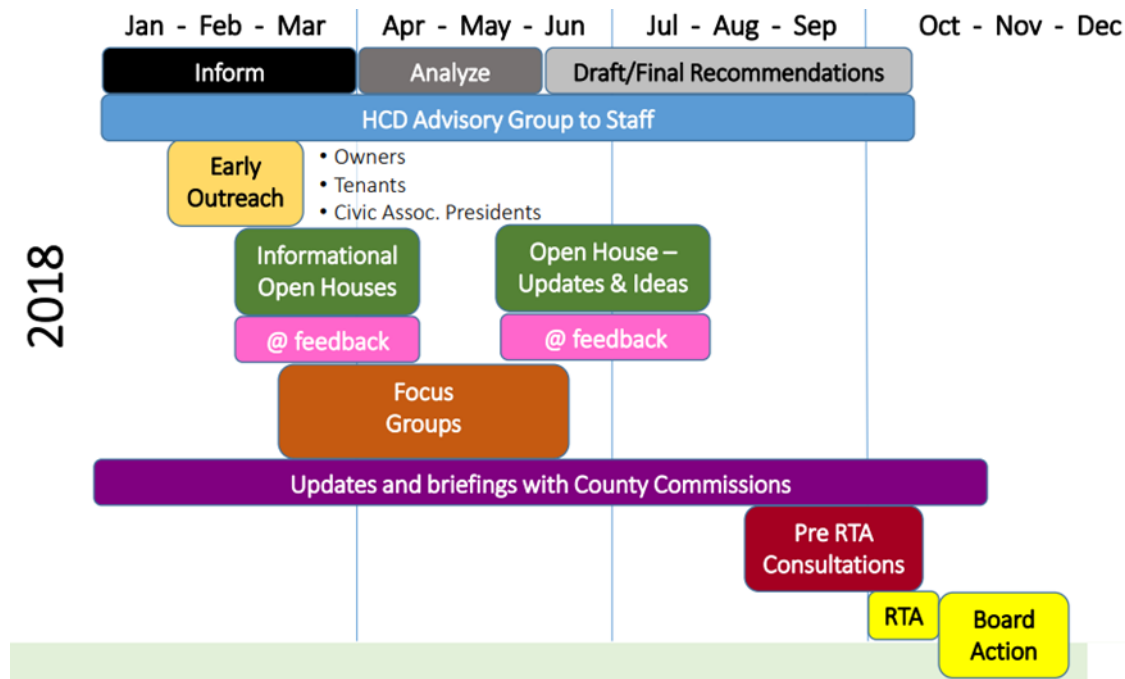 Jan - Feb - Mar
Apr - May - Jun
Jul - Aug - Sep
Oct - Nov - Dec
Inform
Analyze
Draft/Final Recommendations
HCD Advisory Group to Staff
Early
Outreach
• Owners
• Tenants
• Civic Assoc. Presidents
2018
Informational
Open Houses
Open House –
Updates & Ideas
@ feedback
@ feedback
Focus
Groups
Updates and briefings with County Commissions
Pre RTA
Consultations
RTA
Board
Action